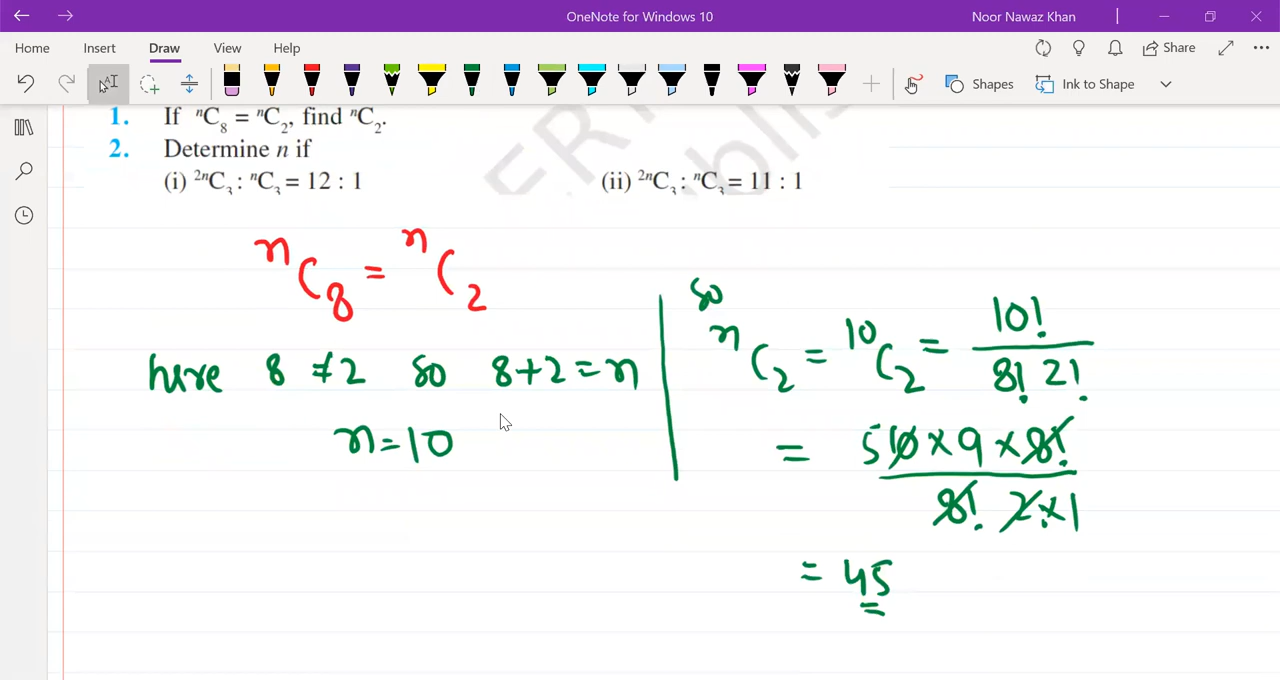 OneNote for Windows 10
Noor Nawaz Khan
Home Insert Draw View Help
Share
Shapes
Ink to Shape
1. If ⁿC₈ = ⁿC₂, find ⁿC₂.
2. Determine n if
(i) ²ⁿC₃ : ⁿC₃ = 12 : 1
(ii) ²ⁿC₃ : ⁿC₃ = 11 : 1
ⁿC₈ = ⁿC₂
here 8 ≠ 2 so 8+2=n
n=10
so
ⁿC₂ = ¹⁰C₂ = 10! / 8! 2!
= 5 10 × 9 × 8! / 8! 2×1
= 45